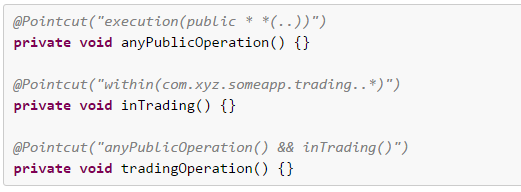 @Pointcut("execution(public * *(..))")
private void anyPublicOperation() {}
@Pointcut("within(com.xyz.someapp.trading..*)")
private void inTrading() {}
@Pointcut("anyPublicOperation() && inTrading()")
private void tradingOperation() {}